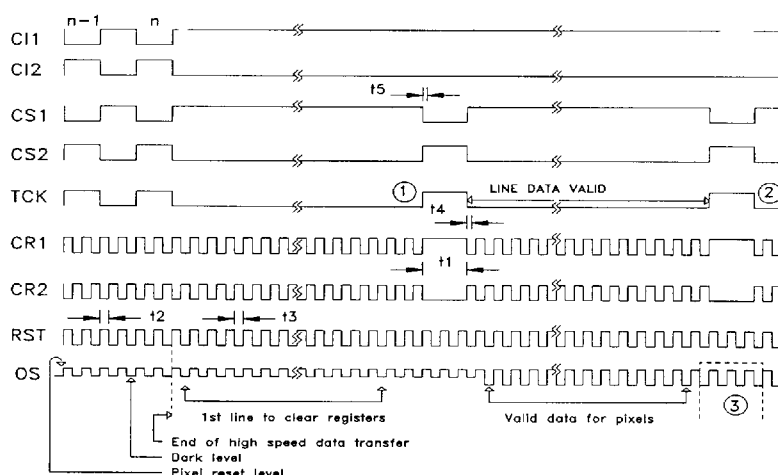 n-1 n
CI1
CI2
t5
CS1
CS2
TCK 1 LINE DATA VALID 2
t4
CR1
t1
CR2
t2 t3
RST
OS
1st line to clear registers Valid data for pixels 3
End of high speed data transfer
Dark level
Pixel reset level